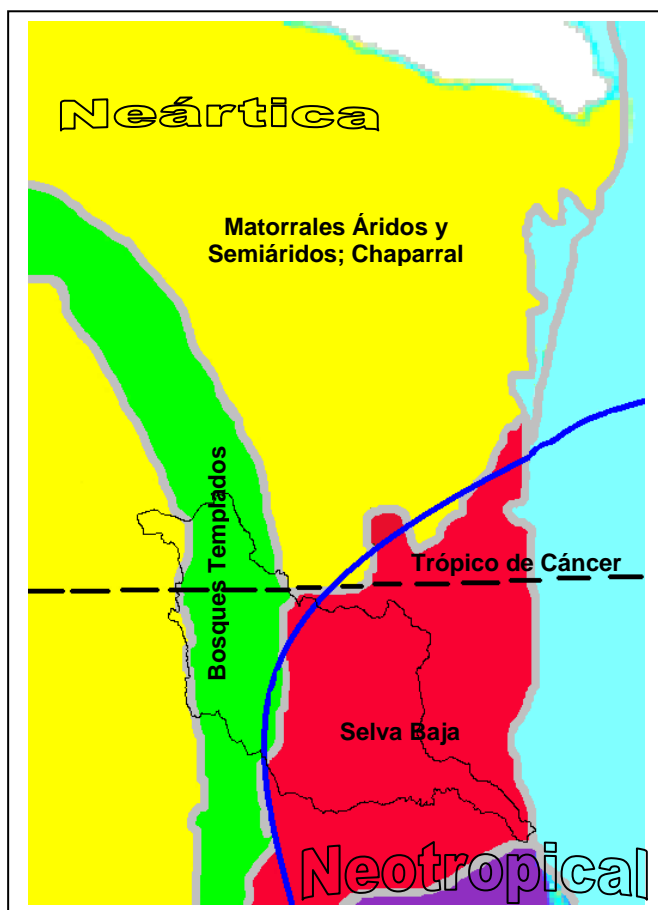 Neártica
Matorrales Áridos y
Semiáridos; Chaparral
Bosques Templados
Trópico de Cáncer
Selva Baja
Neotropical